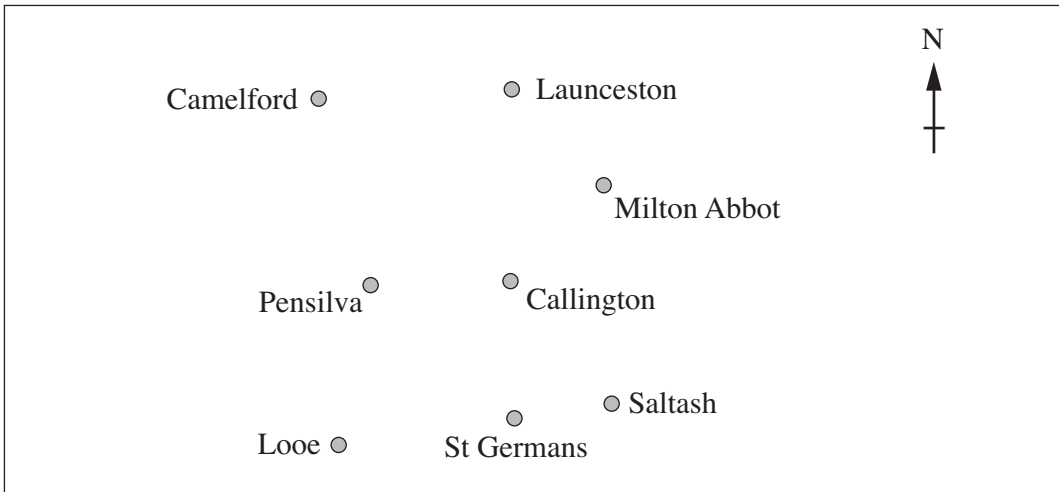 N
Camelford
Launceston
Milton Abbot
Pensilva
Callington
Saltash
Looe
St Germans